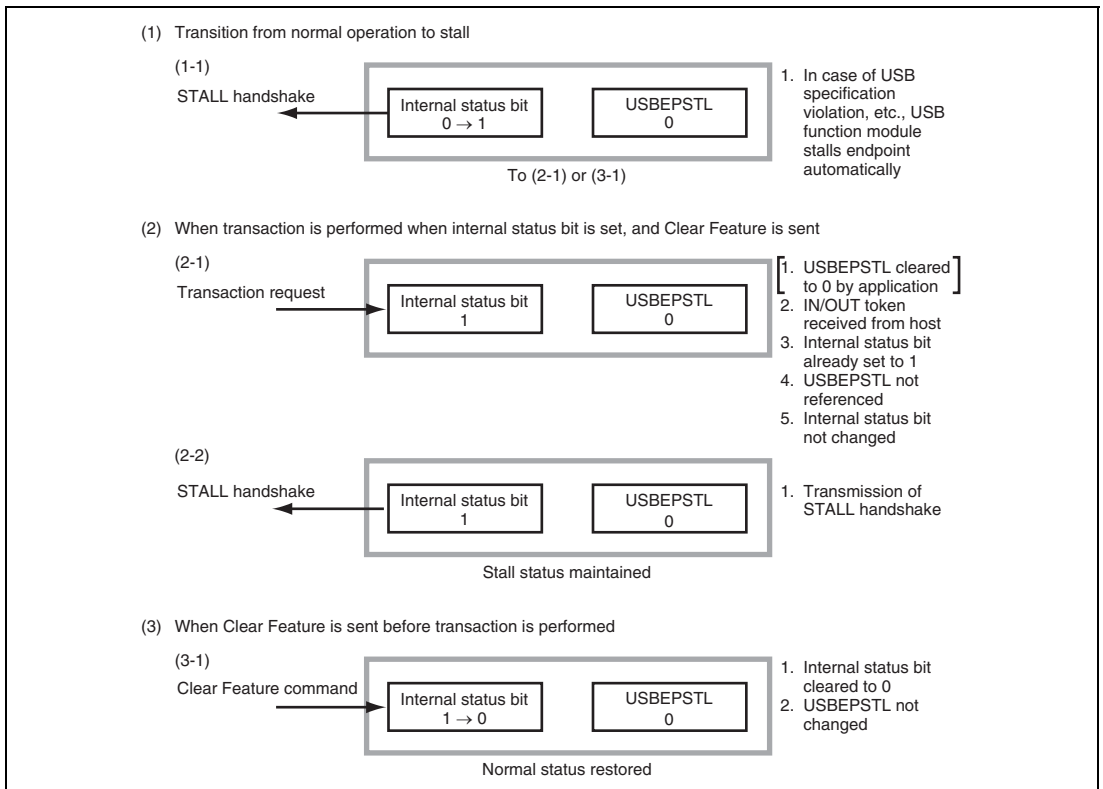 (1) Transition from normal operation to stall
(1-1)
STALL handshake
Internal status bit
0 → 1
USBEPSTL
0
To (2-1) or (3-1)
1. In case of USB
specification
violation, etc., USB
function module
stalls endpoint
automatically
(2) When transaction is performed when internal status bit is set, and Clear Feature is sent
(2-1)
Transaction request
Internal status bit
1
USBEPSTL
0
1. USBEPSTL cleared
to 0 by application
2. IN/OUT token
received from host
3. Internal status bit
already set to 1
4. USBEPSTL not
referenced
5. Internal status bit
not changed
(2-2)
STALL handshake
Internal status bit
1
USBEPSTL
0
1. Transmission of
STALL handshake
Stall status maintained
(3) When Clear Feature is sent before transaction is performed
(3-1)
Clear Feature command
Internal status bit
1 → 0
USBEPSTL
0
1. Internal status bit
cleared to 0
2. USBEPSTL not
changed
Normal status restored